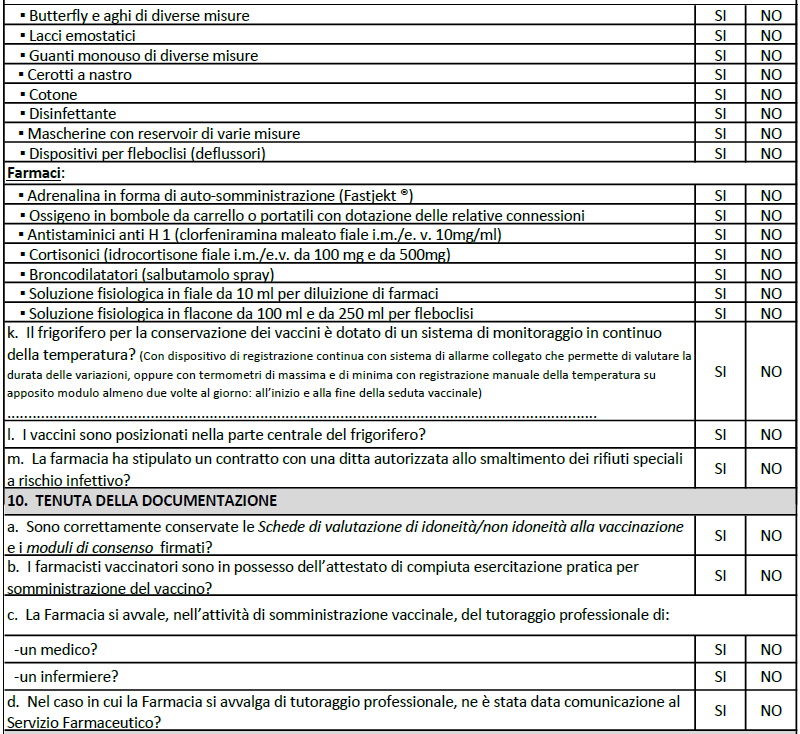 ▪ Butterfly e aghi di diverse misure SI NO
▪ Lacci emostatici SI NO
▪ Guanti monouso di diverse misure SI NO
▪ Cerotti a nastro SI NO
▪ Cotone SI NO
▪ Disinfettante SI NO
▪ Mascherine con reservoir di varie misure SI NO
▪ Dispositivi per fleboclisi (deflussori) SI NO
Farmaci:
▪ Adrenalina in forma di auto-somministrazione (Fastjekt ®) SI NO
▪ Ossigeno in bombole da carrello o portatili con dotazione delle relative connessioni SI NO
▪ Antistaminici anti H 1 (clorfeniramina maleato fiale i.m./e. v. 10mg/ml) SI NO
▪ Cortisonici (idrocortisone fiale i.m./e.v. da 100 mg e da 500mg) SI NO
▪ Broncodilatatori (salbutamolo spray) SI NO
▪ Soluzione fisiologica in fiale da 10 ml per diluizione di farmaci SI NO
▪ Soluzione fisiologica in flacone da 100 ml e da 250 ml per fleboclisi SI NO
k. Il frigorifero per la conservazione dei vaccini è dotato di un sistema di monitoraggio in continuo
della temperatura? (Con dispositivo di registrazione continua con sistema di allarme collegato che permette di valutare la
durata delle variazioni, oppure con termometri di massima e di minima con registrazione manuale della temperatura su SI NO
apposito modulo almeno due volte al giorno: all'inizio e alla fine della seduta vaccinale)
............................................................................................................................................
l. I vaccini sono posizionati nella parte centrale del frigorifero? SI NO
m. La farmacia ha stipulato un contratto con una ditta autorizzata allo smaltimento dei rifiuti speciali SI NO
a rischio infettivo?
10. TENUTA DELLA DOCUMENTAZIONE
a. Sono correttamente conservate le Schede di valutazione di idoneità/non idoneità alla vaccinazione SI NO
e i moduli di consenso firmati?
b. I farmacisti vaccinatori sono in possesso dell'attestato di compiuta esercitazione pratica per SI NO
somministrazione del vaccino?
c. La Farmacia si avvale, nell'attività di somministrazione vaccinale, del tutoraggio professionale di:
-un medico? SI NO
-un infermiere? SI NO
d. Nel caso in cui la Farmacia si avvalga di tutoraggio professionale, ne è stata data comunicazione al SI NO
Servizio Farmaceutico?